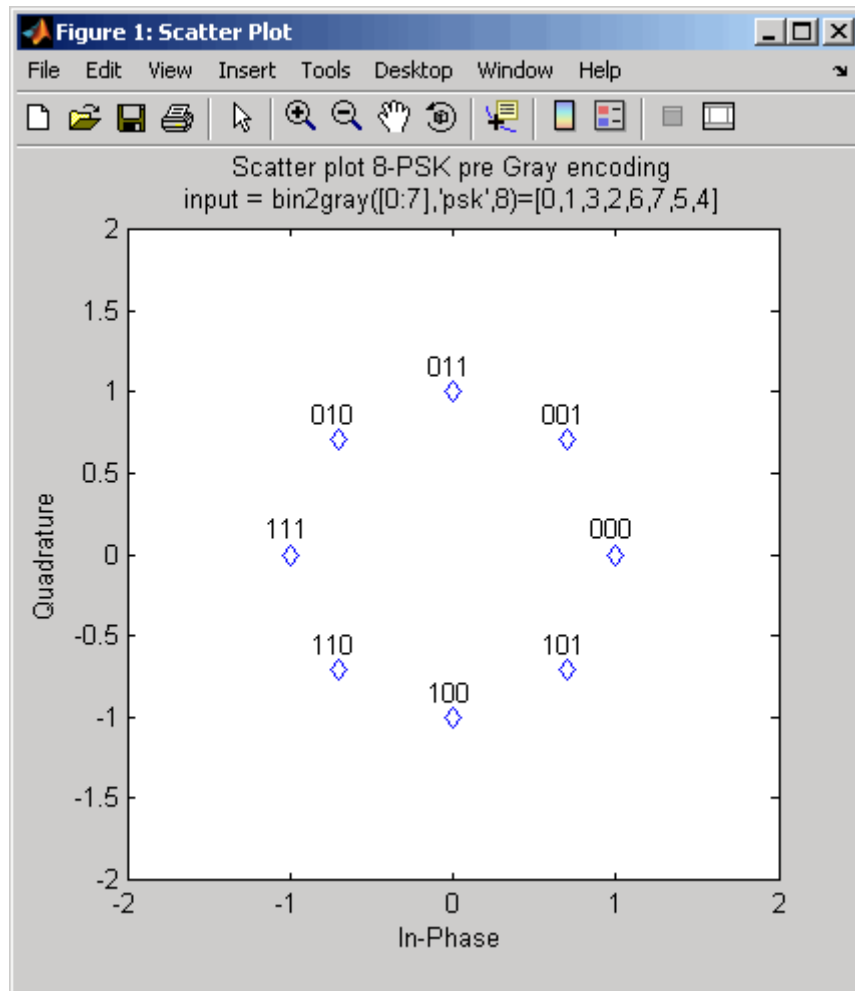 Figure 1: Scatter Plot
File Edit View Insert Tools Desktop Window Help
Scatter plot 8-PSK pre Gray encoding
input = bin2gray([0:7],'psk',8)=[0,1,3,2,6,7,5,4]
2
1.5
011
1
010 001
0.5
111 000
0
Quadrature
-0.5
110 101
100
-1
-1.5
-2
-2 -1 0 1 2
In-Phase